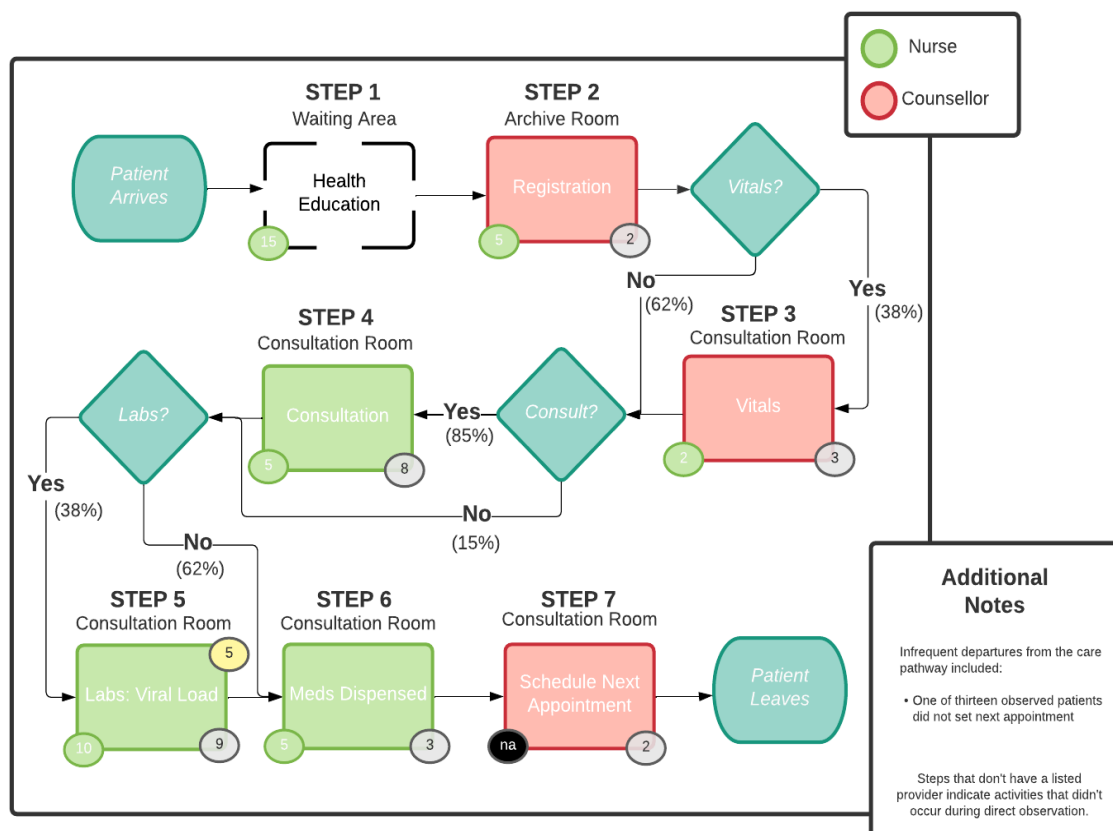 Nurse
Counsellor
STEP 1
Waiting Area
STEP 2
Archive Room
Patient
Arrives
Health
Education
Registration
Vitals?
15
5
2
No
(62%)
Yes
(38%)
STEP 4
Consultation Room
STEP 3
Consultation Room
Labs?
Consultation
Yes
(85%)
Consult?
Vitals
5
8
2
3
Yes
(38%)
No
(62%)
No
(15%)
STEP 5
Consultation Room
STEP 6
Consultation Room
STEP 7
Consultation Room
5
Labs: Viral Load
Meds Dispensed
Schedule Next
Appointment
Patient
Leaves
10
9
5
3
na
2
Additional
Notes
Infrequent departures from the care
pathway included:
• One of thirteen observed patients
did not set next appointment
Steps that don't have a listed
provider indicate activities that didn't
occur during direct observation.